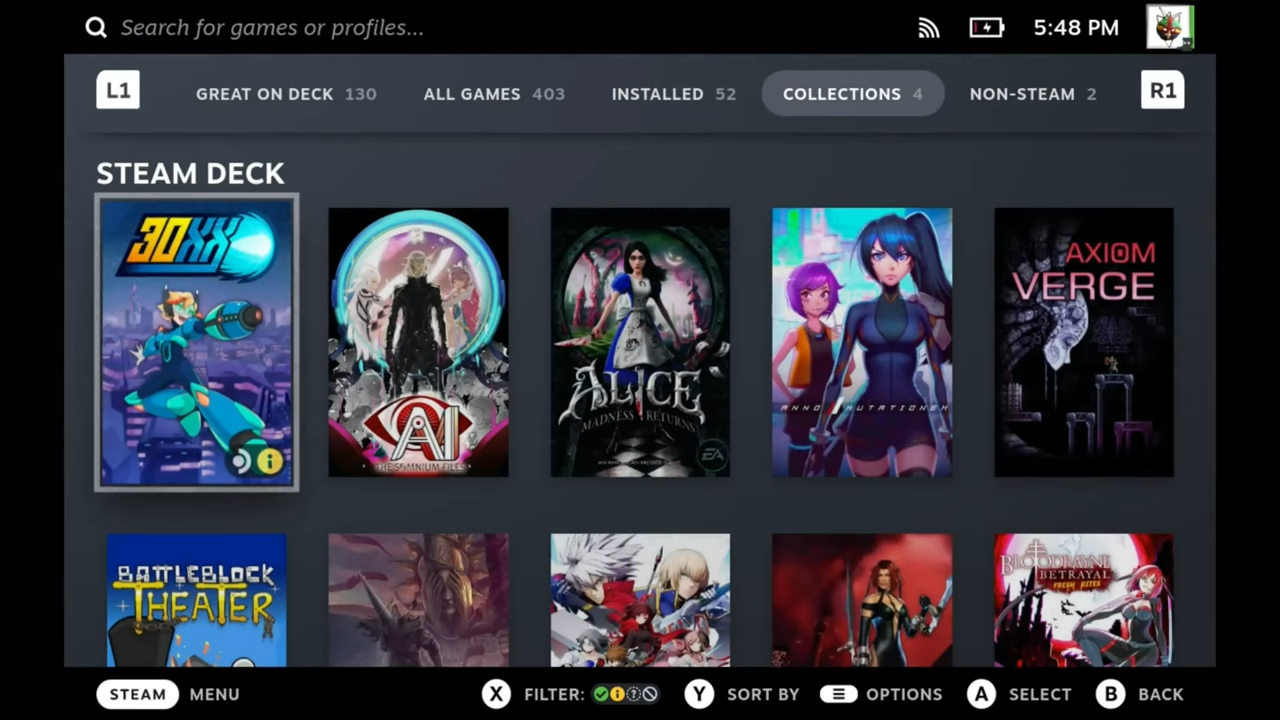 Search for games or profiles...
5:48 PM
L1
GREAT ON DECK 130
ALL GAMES 403
INSTALLED 52
COLLECTIONS 4
NON-STEAM 2
R1
STEAM DECK
30XX
i
AI
THE SOMNIUM FILES
ALICE
MADNESS RETURNS
EA
ANNO MUTATIONEM
AXIOM
VERGE
BATTLEBLOCK
THEATER
BLOODRAYNE
BETRAYAL
FRESH BITES
STEAM MENU
X FILTER:
Y SORT BY
OPTIONS
A SELECT
B BACK